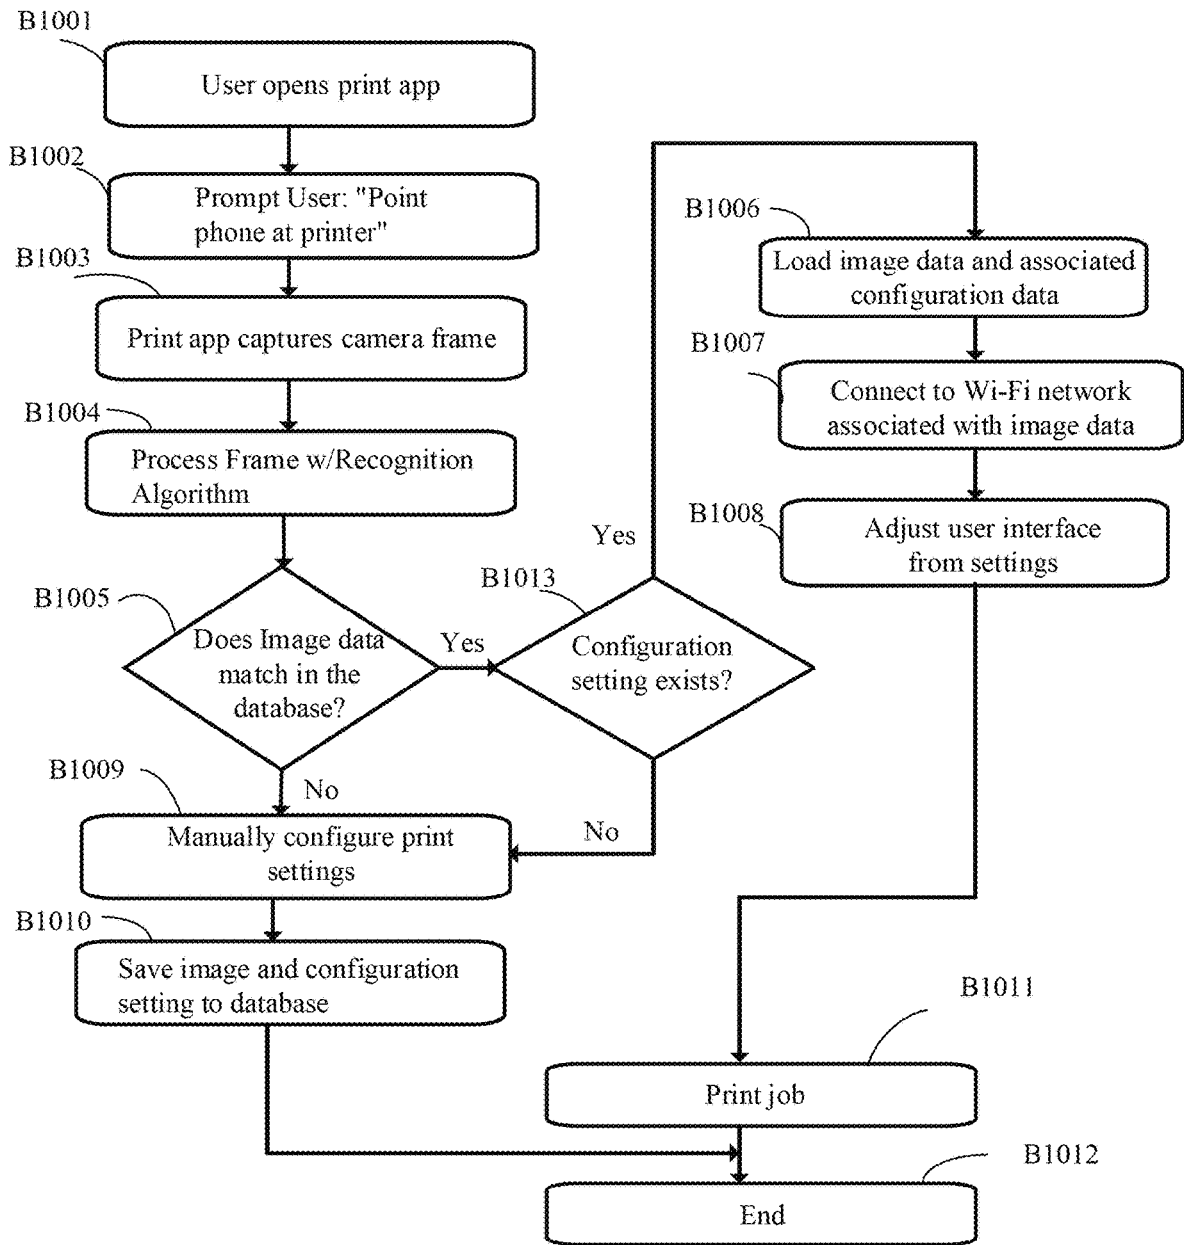 B1001
User opens print app
B1002
Prompt User: "Point
phone at printer"
B1003
Print app captures camera frame
B1004
Process Frame w/Recognition
Algorithm
B1005
Does Image data
match in the
database?
Yes
No
B1013
Configuration
setting exists?
Yes
No
B1006
Load image data and associated
configuration data
B1007
Connect to Wi-Fi network
associated with image data
B1008
Adjust user interface
from settings
B1009
Manually configure print
settings
B1010
Save image and configuration
setting to database
B1011
Print job
B1012
End